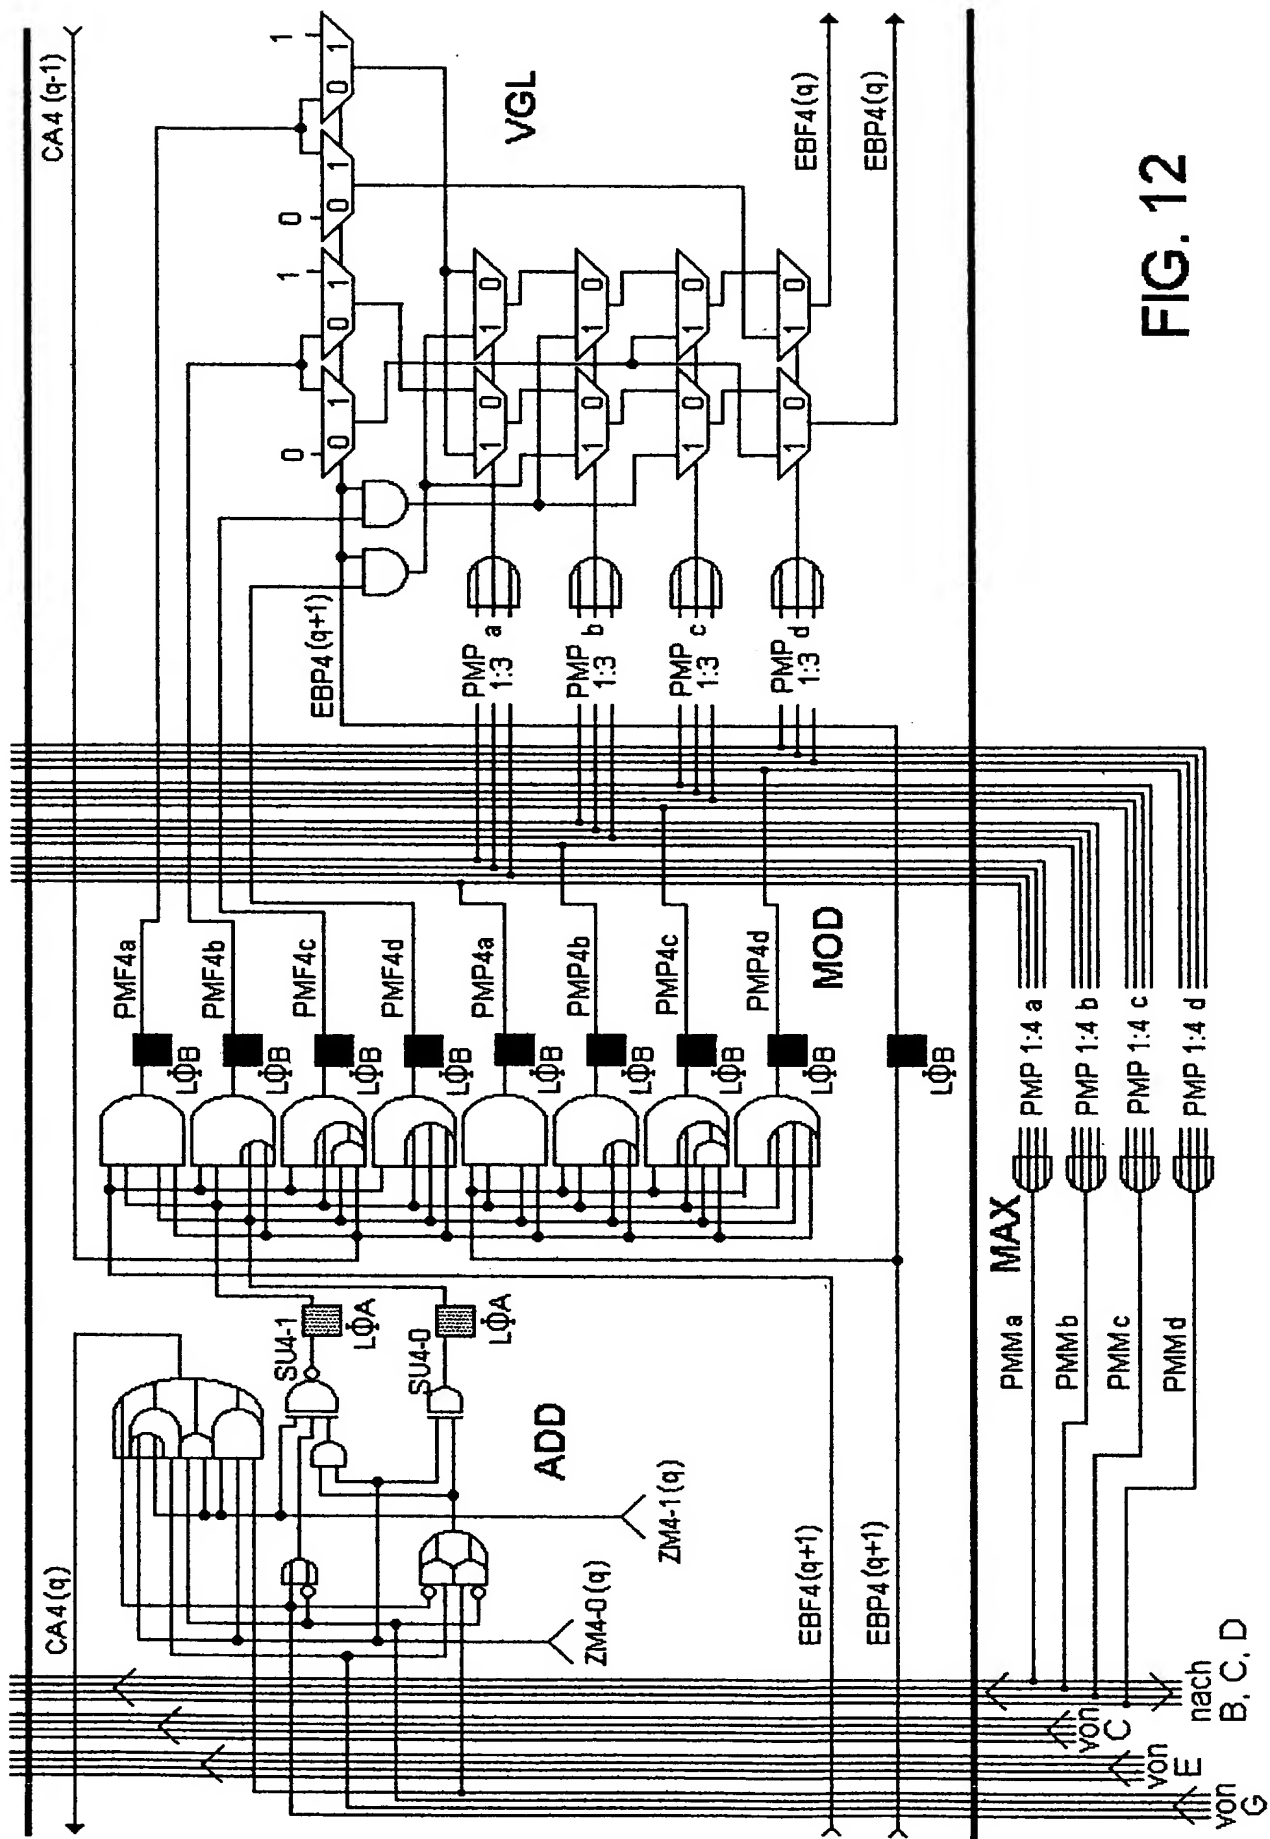 CA4 (q)
CA4 (q-1)
ADD
SU4-1
SU4-0
LΦA
LΦA
ZM4-0 (q)
ZM4-1 (q)
EBF4 (q+1)
EBP4 (q+1)
PMF4a
PMF4b
PMF4c
PMF4d
PMP4a
PMP4b
PMP4c
PMP4d
LΦB
LΦB
LΦB
LΦB
LΦB
LΦB
LΦB
LΦB
LΦB
MOD
EBP4 (q+1)
PMP a
1:3
PMP b
1:3
PMP c
1:3
PMP d
1:3
0
1
0
1
0 1
0 1
0 1
0 1
1 0
1 0
1 0
1 0
1 0
1 0
1 0
1 0
VGL
EBF4 (q)
EBP4 (q)
MAX
PMM a
PMM b
PMM c
PMM d
PMP 1:4 a
PMP 1:4 b
PMP 1:4 c
PMP 1:4 d
von
G
von
E
von
C
nach
B, C, D
FIG. 12